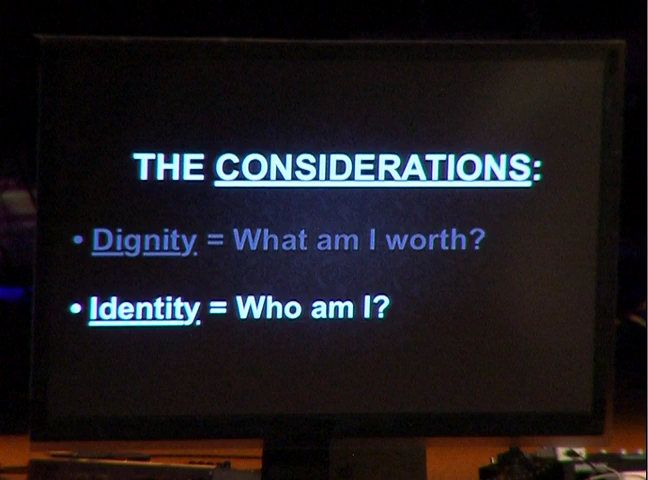 THE CONSIDERATIONS:
• Dignity = What am I worth?
• Identity = Who am I?